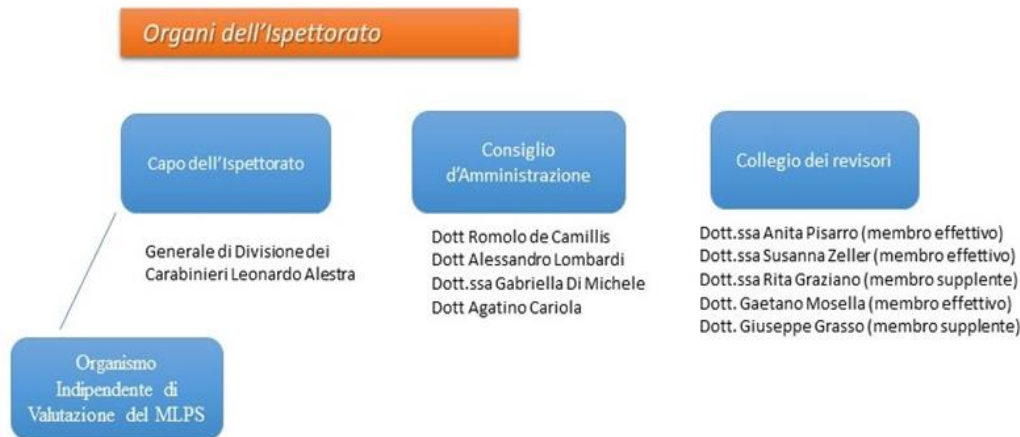 Organi dell'Ispettorato
Capo dell'Ispettorato
Generale di Divisione dei
Carabinieri Leonardo Alestra
Organismo
Indipendente di
Valutazione del MLPS
Consiglio
d'Amministrazione
Dott Romolo de Camillis
Dott Alessandro Lombardi
Dott.ssa Gabriella Di Michele
Dott Agatino Cariola
Collegio dei revisori
Dott.ssa Anita Pisarro (membro effettivo)
Dott.ssa Susanna Zeller (membro effettivo)
Dott.ssa Rita Graziano (membro supplente)
Dott. Gaetano Mosella (membro effettivo)
Dott. Giuseppe Grasso (membro supplente)